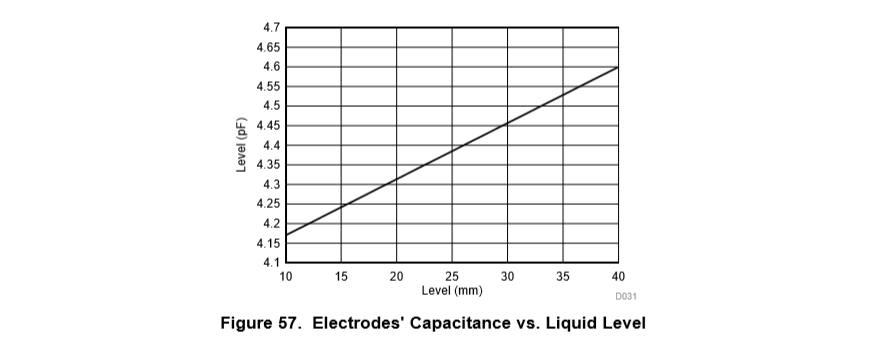 4.7
4.65
4.6
4.55
4.5
4.45
4.4
4.35
4.3
4.25
4.2
4.15
4.1
Level (pF)
10 15 20 25 30 35 40
Level (mm)
D031
Figure 57. Electrodes' Capacitance vs. Liquid Level